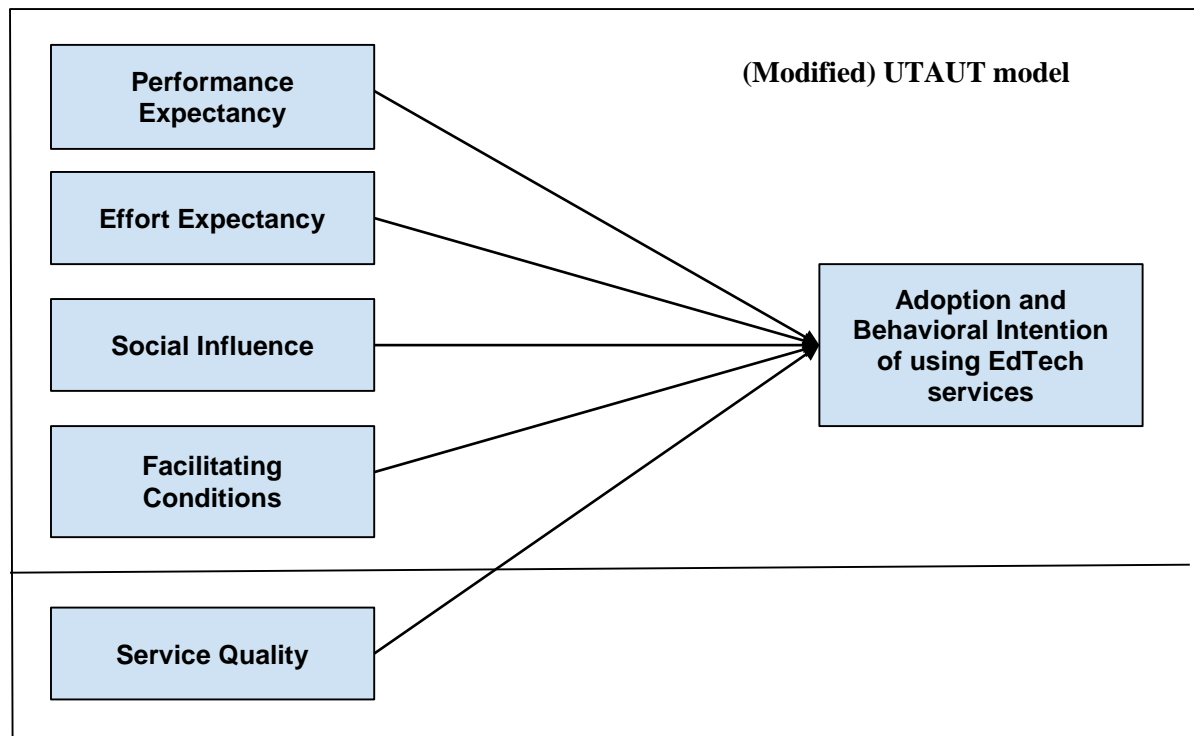 (Modified) UTAUT model
Performance
Expectancy
Effort Expectancy
Social Influence
Facilitating
Conditions
Service Quality
Adoption and
Behavioral Intention
of using EdTech
services